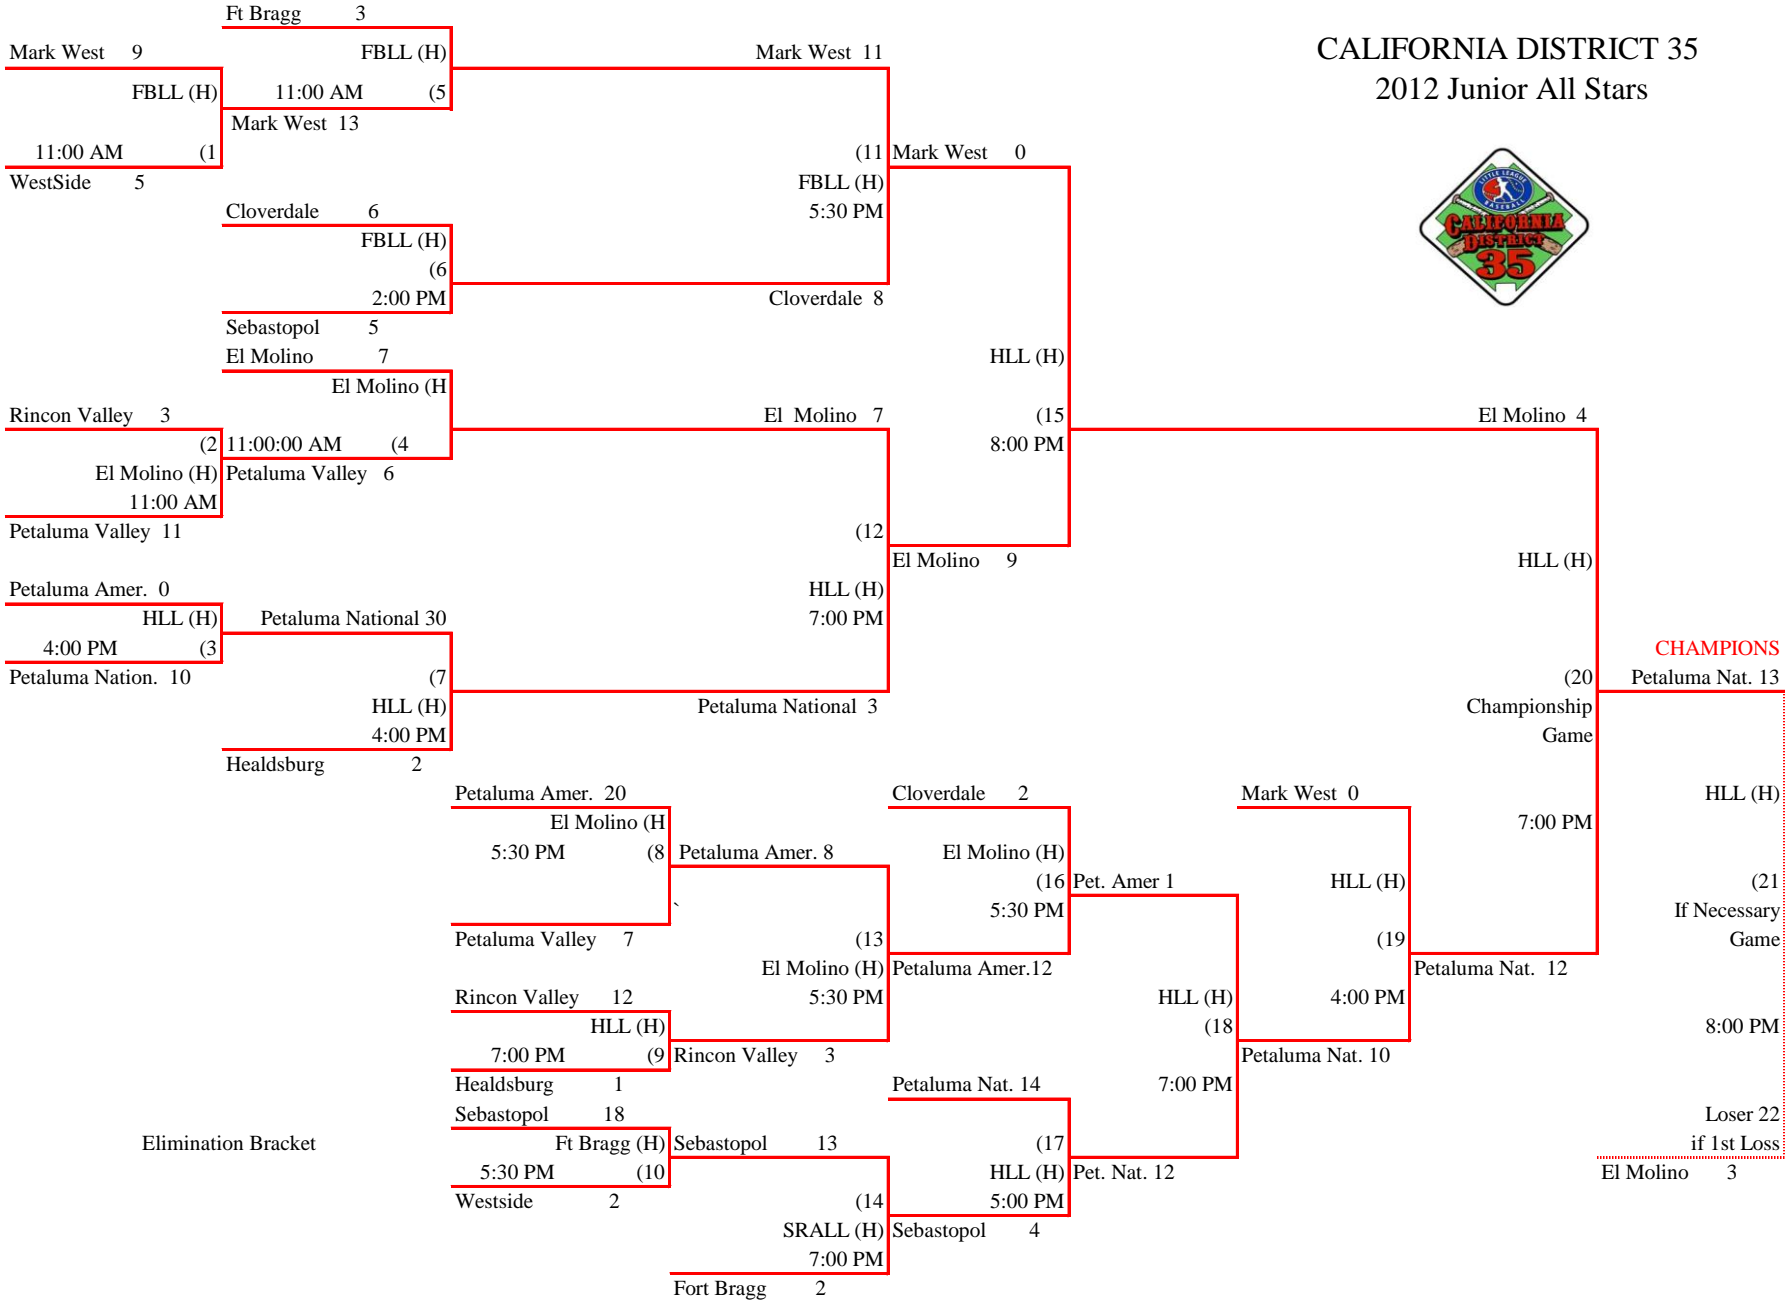 CALIFORNIA DISTRICT 35
2012 Junior All Stars
LITTLE LEAGUE
BASEBALL
CALIFORNIA
DISTRICT
35
Ft Bragg 3
Mark West 9
FBLL (H)
Mark West 11
FBLL (H)
11:00 AM (5
Mark West 13
11:00 AM (1
(11 Mark West 0
WestSide 5
FBLL (H)
Cloverdale 6
5:30 PM
FBLL (H)
(6
2:00 PM
Cloverdale 8
Sebastopol 5
El Molino 7
HLL (H)
El Molino (H
Rincon Valley 3
El Molino 7
(15
El Molino 4
(2 11:00:00 AM (4
8:00 PM
El Molino (H) Petaluma Valley 6
11:00 AM
Petaluma Valley 11
(12
El Molino 9
HLL (H)
Petaluma Amer. 0
HLL (H)
HLL (H)
Petaluma National 30
7:00 PM
4:00 PM (3
CHAMPIONS
Petaluma Nation. 10
(7
(20
Petaluma Nat. 13
HLL (H)
Petaluma National 3
Championship
4:00 PM
Game
Healdsburg 2
Petaluma Amer. 20
Cloverdale 2
Mark West 0
HLL (H)
El Molino (H
7:00 PM
5:30 PM (8 Petaluma Amer. 8
El Molino (H)
(16 Pet. Amer 1
HLL (H)
(21
`
5:30 PM
If Necessary
Petaluma Valley 7
(13
(19
Game
El Molino (H) Petaluma Amer.12
Petaluma Nat. 12
Rincon Valley 12
5:30 PM
HLL (H)
4:00 PM
HLL (H)
(18
8:00 PM
7:00 PM (9 Rincon Valley 3
Petaluma Nat. 10
Healdsburg 1
Petaluma Nat. 14
7:00 PM
Sebastopol 18
Loser 22
Elimination Bracket
Ft Bragg (H) Sebastopol 13
(17
if 1st Loss
5:30 PM (10
HLL (H) Pet. Nat. 12
El Molino 3
Westside 2
(14
5:00 PM
SRALL (H) Sebastopol 4
7:00 PM
Fort Bragg 2